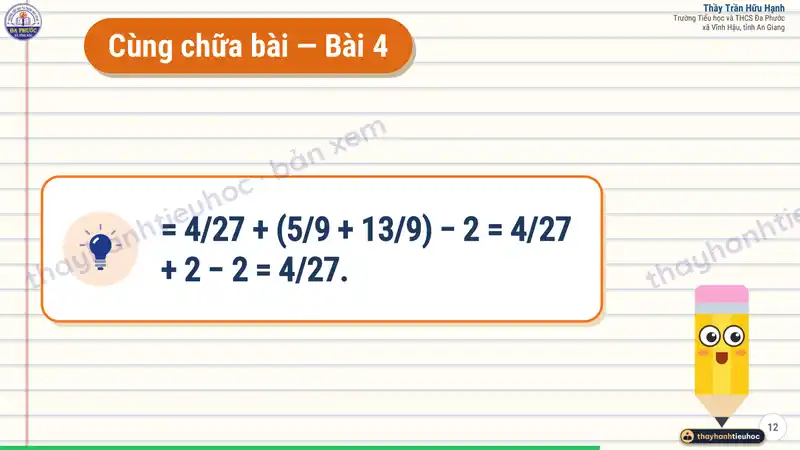 Thầy Trần Hữu Hạnh
Trường Tiểu học và THCS Đa Phước
xã Vĩnh Hậu, tỉnh An Giang
ĐA PHƯỚC
Cùng chữa bài — Bài 4
thayhanhtieuhoc · bản xem
= 4/27 + (5/9 + 13/9) − 2 = 4/27
+ 2 − 2 = 4/27.
12
thayhanhtieuhoc